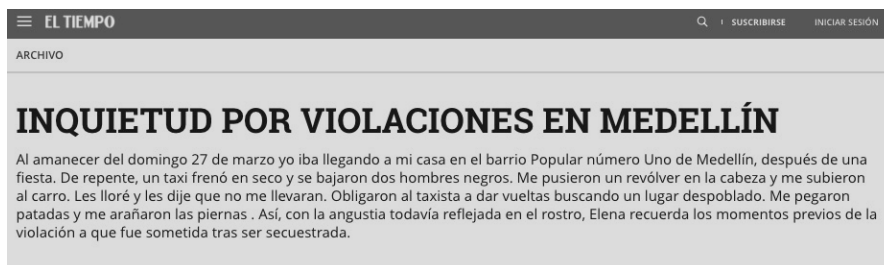 EL TIEMPO SUSCRIBIRSE INICIAR SESIÓN
ARCHIVO
INQUIETUD POR VIOLACIONES EN MEDELLÍN
Al amanecer del domingo 27 de marzo yo iba llegando a mi casa en el barrio Popular número Uno de Medellín, después de una
fiesta. De repente, un taxi frenó en seco y se bajaron dos hombres negros. Me pusieron un revólver en la cabeza y me subieron
al carro. Les lloré y les dije que no me llevaran. Obligaron al taxista a dar vueltas buscando un lugar despoblado. Me pegaron
patadas y me arañaron las piernas . Así, con la angustia todavía reflejada en el rostro, Elena recuerda los momentos previos de la
violación a que fue sometida tras ser secuestrada.